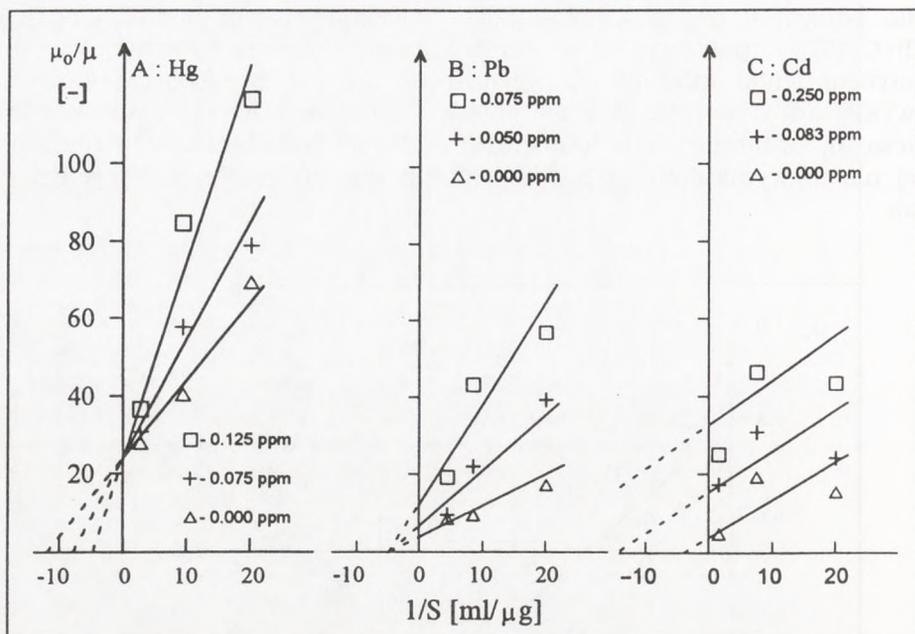 μ₀/μ
[-]
A : Hg
100
80
60
40
20
□ - 0.125 ppm
+ - 0.075 ppm
△ - 0.000 ppm
-10 0 10 20
B : Pb
□ - 0.075 ppm
+ - 0.050 ppm
△ - 0.000 ppm
-10 0 10 20
C : Cd
□ - 0.250 ppm
+ - 0.083 ppm
△ - 0.000 ppm
-10 0 10 20
1/S [ml/μg]